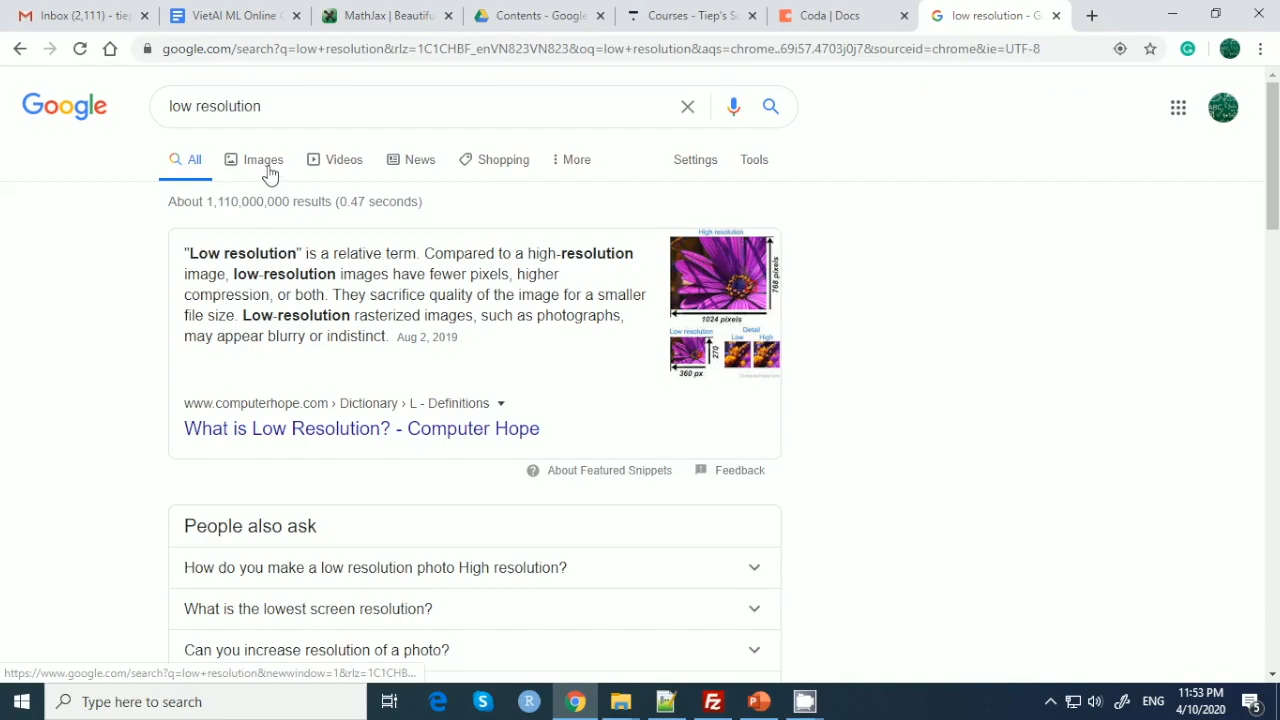 Inbox (2,111) - tiep
VietAI VLL Online C
MathJax | Beautifu
Contents - Google
Courses - Tiep's S
Coda | Docs
low resolution - G
google.com/search?q=low+resolution&rlz=1C1CHBF_enVN823VN823&oq=low+resolution&aqs=chrome..69i57.4703j0j7&sourceid=chrome&ie=UTF-8
Google
low resolution
All
Images
Videos
News
Shopping
More
Settings
Tools
About 1,110,000,000 results (0.47 seconds)
"Low resolution" is a relative term. Compared to a high-resolution
image, low-resolution images have fewer pixels, higher
compression, or both. They sacrifice quality of the image for a smaller
file size. Low-resolution rasterized images, such as photographs,
may appear blurry or indistinct. Aug 2, 2019
High resolution
768 pixels
1024 pixels
Low resolution
Detail
Low
High
270
360 px
www.computerhope.com › Dictionary › L - Definitions
What is Low Resolution? - Computer Hope
About Featured Snippets
Feedback
People also ask
How do you make a low resolution photo High resolution?
What is the lowest screen resolution?
Can you increase resolution of a photo?
https://www.google.com/search?q=low+resolution&newwindow=1&rlz=1C1CHB...
Type here to search
ENG
11:53 PM
4/10/2020
5